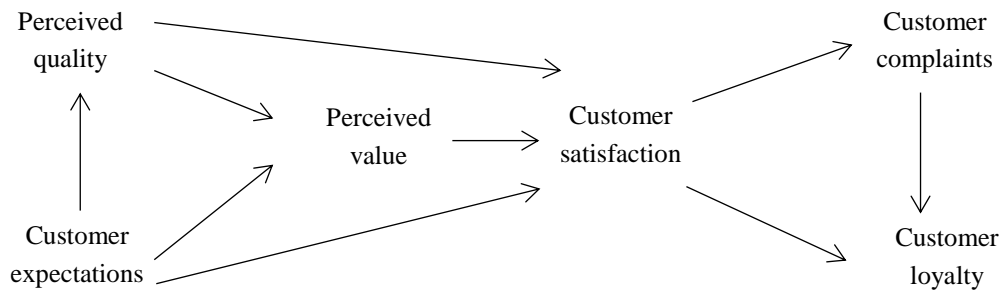 Perceived
quality
Customer
complaints
Perceived
value
Customer
satisfaction
Customer
expectations
Customer
loyalty